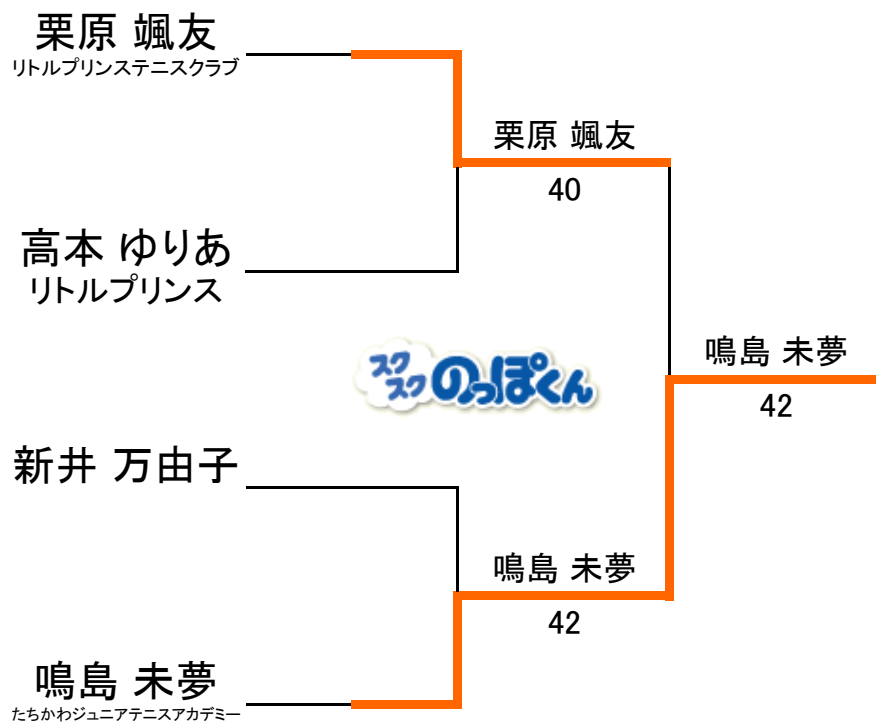 栗原 颯友
リトルプリンステニスクラブ
栗原 颯友
40
高本 ゆりあ
リトルプリンス
スクスク のっぽくん
鳴島 未夢
42
新井 万由子
鳴島 未夢
42
鳴島 未夢
たちかわジュニアテニスアカデミー